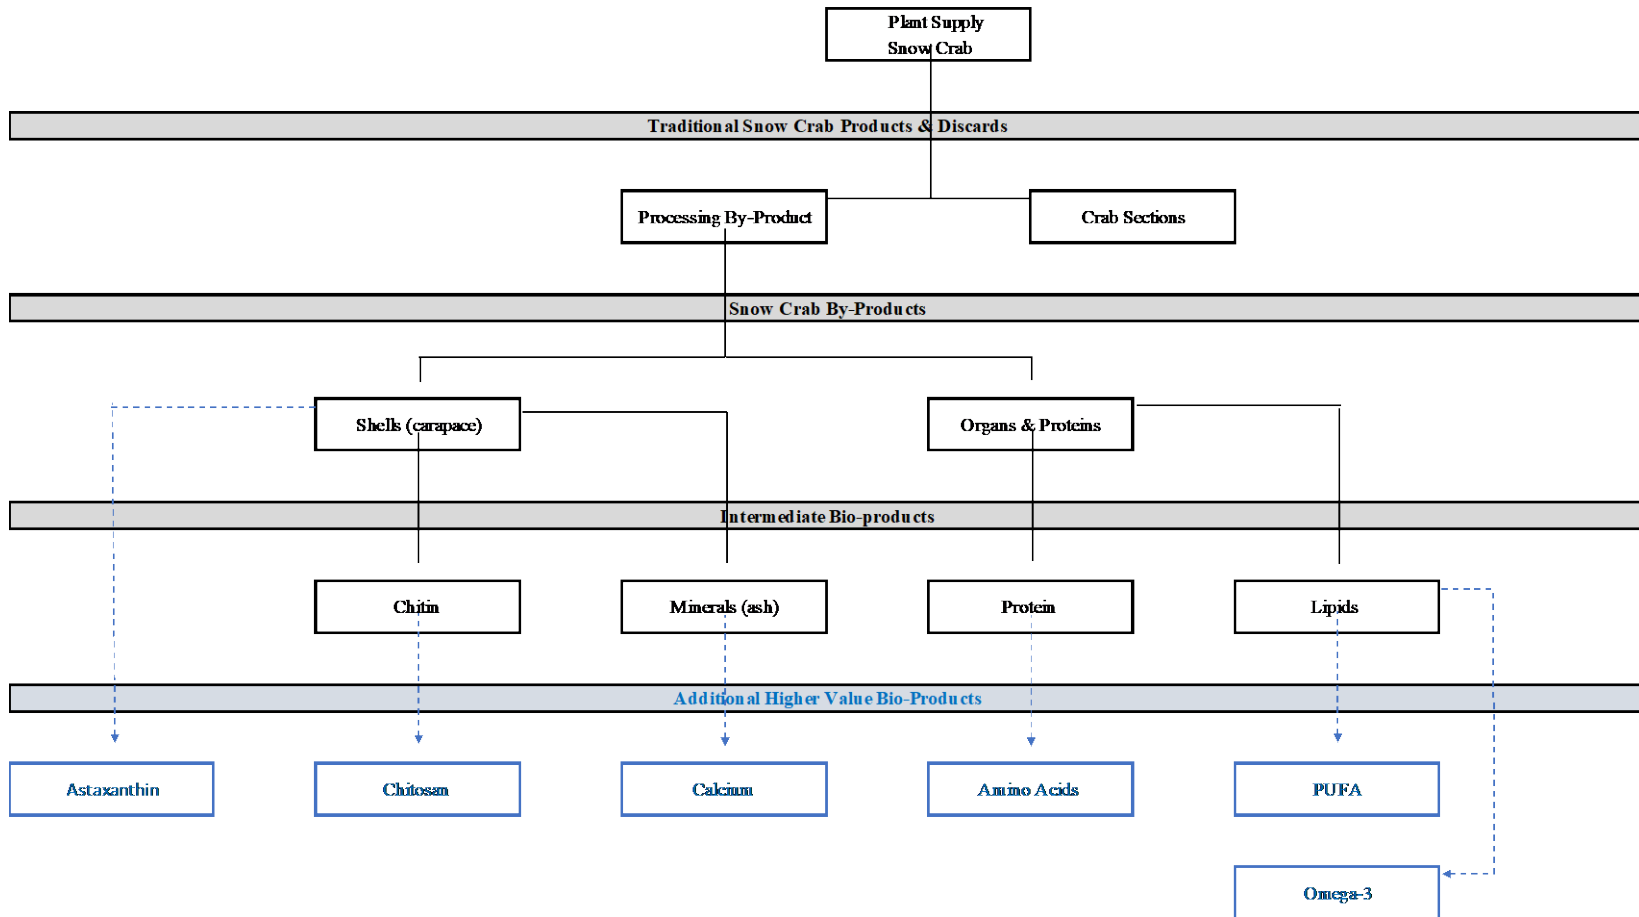 Plant Supply
Snow Crab
Traditional Snow Crab Products & Discards
Processing By-Product
Crab Sections
Snow Crab By-Products
Shells (carapace)
Organs & Proteins
Intermediate Bio-products
Chitin
Minerals (ash)
Protein
Lipids
Additional Higher Value Bio-Products
Astaxanthin
Chitosan
Calcium
Amino Acids
PUFA
Omega-3